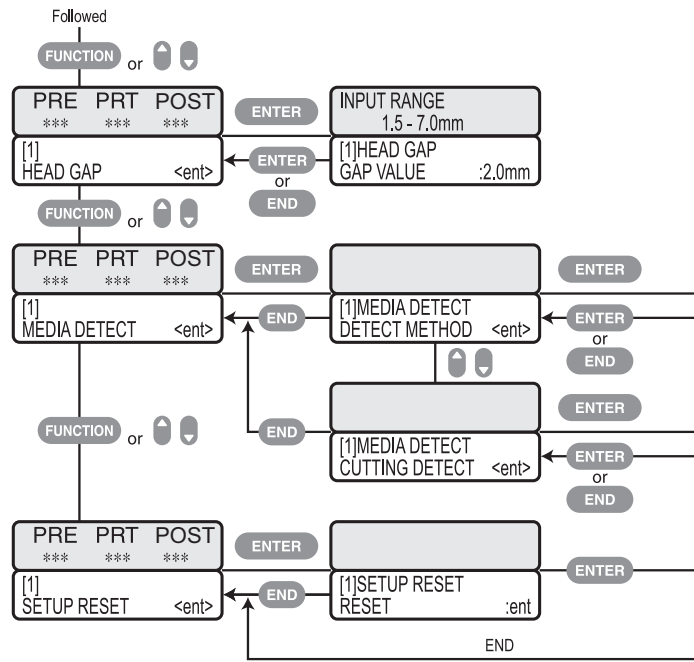 Followed
FUNCTION or
PRE PRT POST
*** *** ***
ENTER
INPUT RANGE
1.5 - 7.0mm
[1]
HEAD GAP <ent>
ENTER
or
END
[1]HEAD GAP
GAP VALUE :2.0mm
FUNCTION or
PRE PRT POST
*** *** ***
ENTER
ENTER
[1]
MEDIA DETECT <ent>
END
[1]MEDIA DETECT
DETECT METHOD <ent>
ENTER
or
END
ENTER
FUNCTION or
END
[1]MEDIA DETECT
CUTTING DETECT <ent>
ENTER
or
END
PRE PRT POST
*** *** ***
ENTER
ENTER
[1]
SETUP RESET <ent>
END
[1]SETUP RESET
RESET :ent
END